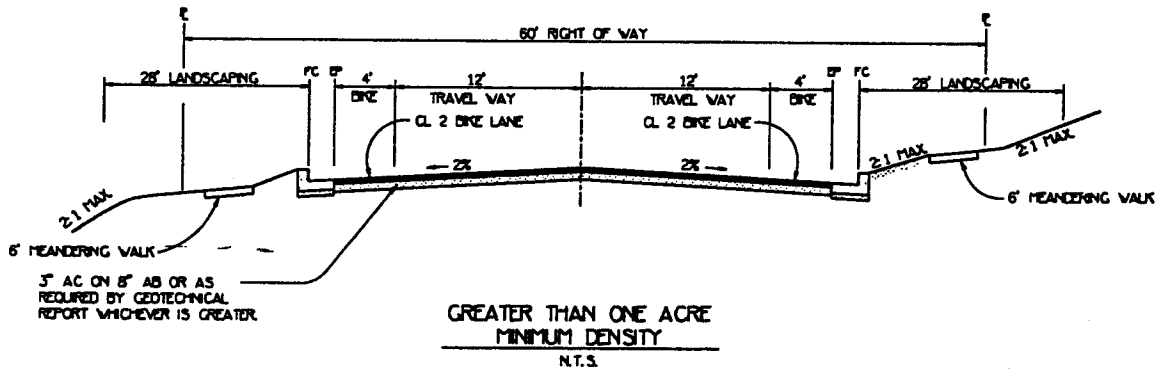 PL PL
60' RIGHT OF WAY
28' LANDSCAPING FC EP 4' 12' 12' 4' EP FC 28' LANDSCAPING
BIKE TRAVEL WAY TRAVEL WAY BIKE
CL 2 BIKE LANE CL 2 BIKE LANE
2% 2%
2:1 MAX 2:1 MAX
2:1 MAX
6' MEANDERING WALK
6' MEANDERING WALK
3" AC ON 8" AB OR AS
REQUIRED BY GEOTECHNICAL
REPORT WHICHEVER IS GREATER.
GREATER THAN ONE ACRE
MINIMUM DENSITY
N.T.S.